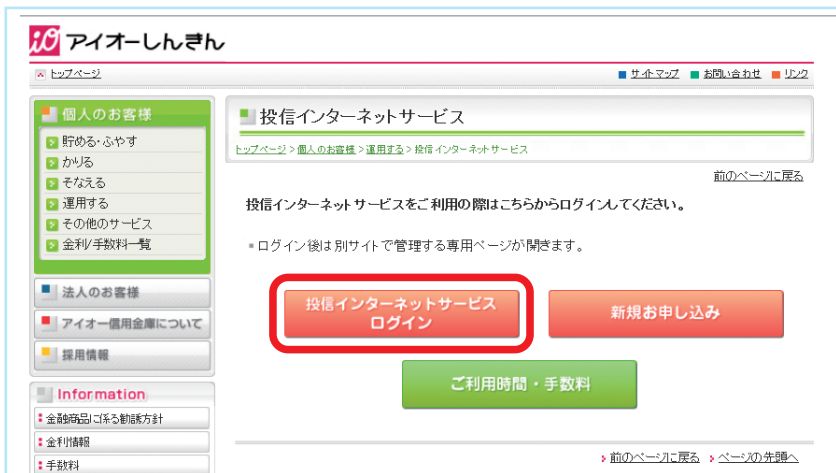 iO アイオーしんきん
トップページ
サイトマップ お問い合わせ リンク
個人のお客様
貯める・ふやす
かりる
そなえる
運用する
その他のサービス
金利/手数料一覧
法人のお客様
アイオー信用金庫について
採用情報
Information
金融商品に係る勧誘方針
金利情報
手数料
投信インターネットサービス
トップページ > 個人のお客様 > 運用する > 投信インターネットサービス
前のページに戻る
投信インターネットサービスをご利用の際はこちらからログインしてください。
ログイン後は別サイトで管理する専用ページが開きます。
投信インターネットサービス
ログイン
新規お申し込み
ご利用時間・手数料
前のページに戻る ページの先頭へ